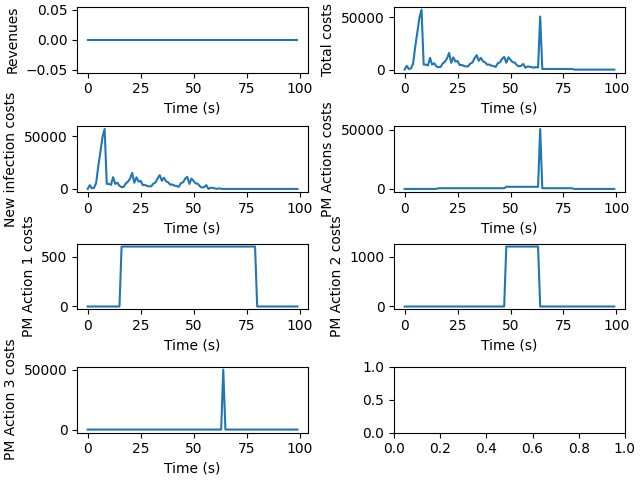 Revenues
0.05
0.00
−0.05
0 25 50 75 100
Time (s)
Total costs
50000
0
0 25 50 75 100
Time (s)
New infection costs
50000
0
0 25 50 75 100
Time (s)
PM Actions costs
50000
0
0 25 50 75 100
Time (s)
PM Action 1 costs
500
0
0 25 50 75 100
Time (s)
PM Action 2 costs
1000
0
0 25 50 75 100
Time (s)
PM Action 3 costs
50000
0
0 25 50 75 100
Time (s)
1.0
0.5
0.0
0.0 0.2 0.4 0.6 0.8 1.0